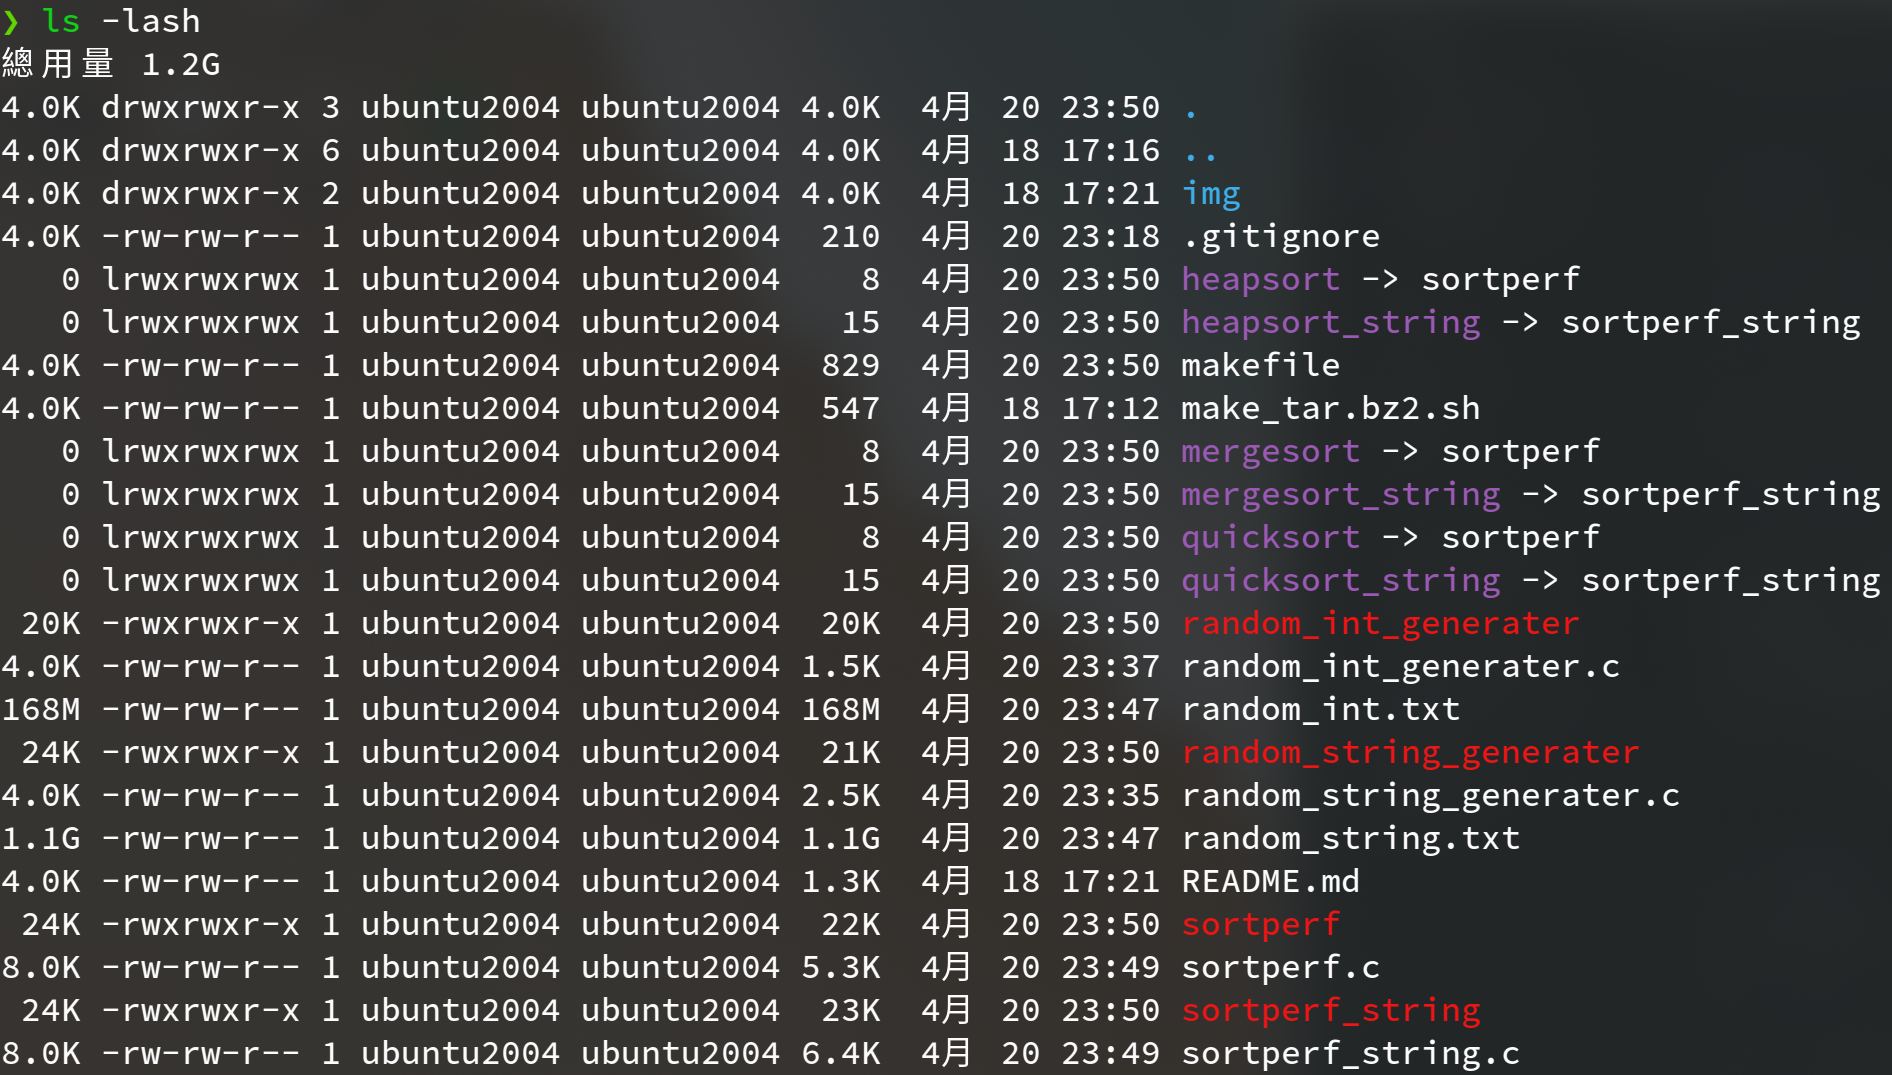 ❯ ls -lash
總用量 1.2G
4.0K drwxrwxr-x 3 ubuntu2004 ubuntu2004 4.0K  4月 20 23:50 .
4.0K drwxrwxr-x 6 ubuntu2004 ubuntu2004 4.0K  4月 18 17:16 ..
4.0K drwxrwxr-x 2 ubuntu2004 ubuntu2004 4.0K  4月 18 17:21 img
4.0K -rw-rw-r-- 1 ubuntu2004 ubuntu2004  210  4月 20 23:18 .gitignore
   0 lrwxrwxrwx 1 ubuntu2004 ubuntu2004    8  4月 20 23:50 heapsort -> sortperf
   0 lrwxrwxrwx 1 ubuntu2004 ubuntu2004   15  4月 20 23:50 heapsort_string -> sortperf_string
4.0K -rw-rw-r-- 1 ubuntu2004 ubuntu2004  829  4月 20 23:50 makefile
4.0K -rw-rw-r-- 1 ubuntu2004 ubuntu2004  547  4月 18 17:12 make_tar.bz2.sh
   0 lrwxrwxrwx 1 ubuntu2004 ubuntu2004    8  4月 20 23:50 mergesort -> sortperf
   0 lrwxrwxrwx 1 ubuntu2004 ubuntu2004   15  4月 20 23:50 mergesort_string -> sortperf_string
   0 lrwxrwxrwx 1 ubuntu2004 ubuntu2004    8  4月 20 23:50 quicksort -> sortperf
   0 lrwxrwxrwx 1 ubuntu2004 ubuntu2004   15  4月 20 23:50 quicksort_string -> sortperf_string
 20K -rwxrwxr-x 1 ubuntu2004 ubuntu2004  20K  4月 20 23:50 random_int_generater
4.0K -rw-rw-r-- 1 ubuntu2004 ubuntu2004 1.5K  4月 20 23:37 random_int_generater.c
168M -rw-rw-r-- 1 ubuntu2004 ubuntu2004 168M  4月 20 23:47 random_int.txt
 24K -rwxrwxr-x 1 ubuntu2004 ubuntu2004  21K  4月 20 23:50 random_string_generater
4.0K -rw-rw-r-- 1 ubuntu2004 ubuntu2004 2.5K  4月 20 23:35 random_string_generater.c
1.1G -rw-rw-r-- 1 ubuntu2004 ubuntu2004 1.1G  4月 20 23:47 random_string.txt
4.0K -rw-rw-r-- 1 ubuntu2004 ubuntu2004 1.3K  4月 18 17:21 README.md
 24K -rwxrwxr-x 1 ubuntu2004 ubuntu2004  22K  4月 20 23:50 sortperf
8.0K -rw-rw-r-- 1 ubuntu2004 ubuntu2004 5.3K  4月 20 23:49 sortperf.c
 24K -rwxrwxr-x 1 ubuntu2004 ubuntu2004  23K  4月 20 23:50 sortperf_string
8.0K -rw-rw-r-- 1 ubuntu2004 ubuntu2004 6.4K  4月 20 23:49 sortperf_string.c